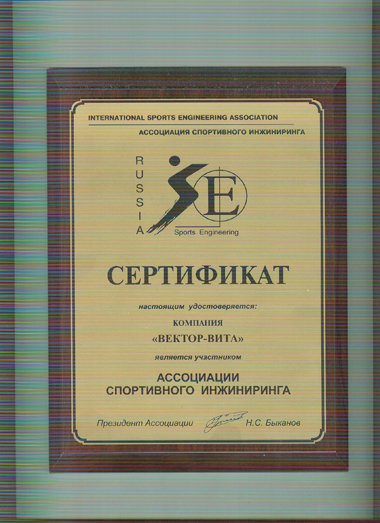 INTERNATIONAL SPORTS ENGINEERING ASSOCIATION
АССОЦИАЦИЯ СПОРТИВНОГО ИНЖИНИРИНГА
RUSSIA
SE
Sports Engineering
СЕРТИФИКАТ
настоящим удостоверяется:
КОМПАНИЯ
«ВЕКТОР-ВИТА»
является участником
АССОЦИАЦИИ
СПОРТИВНОГО ИНЖИНИРИНГА
Президент Ассоциации Н.С. Быканов